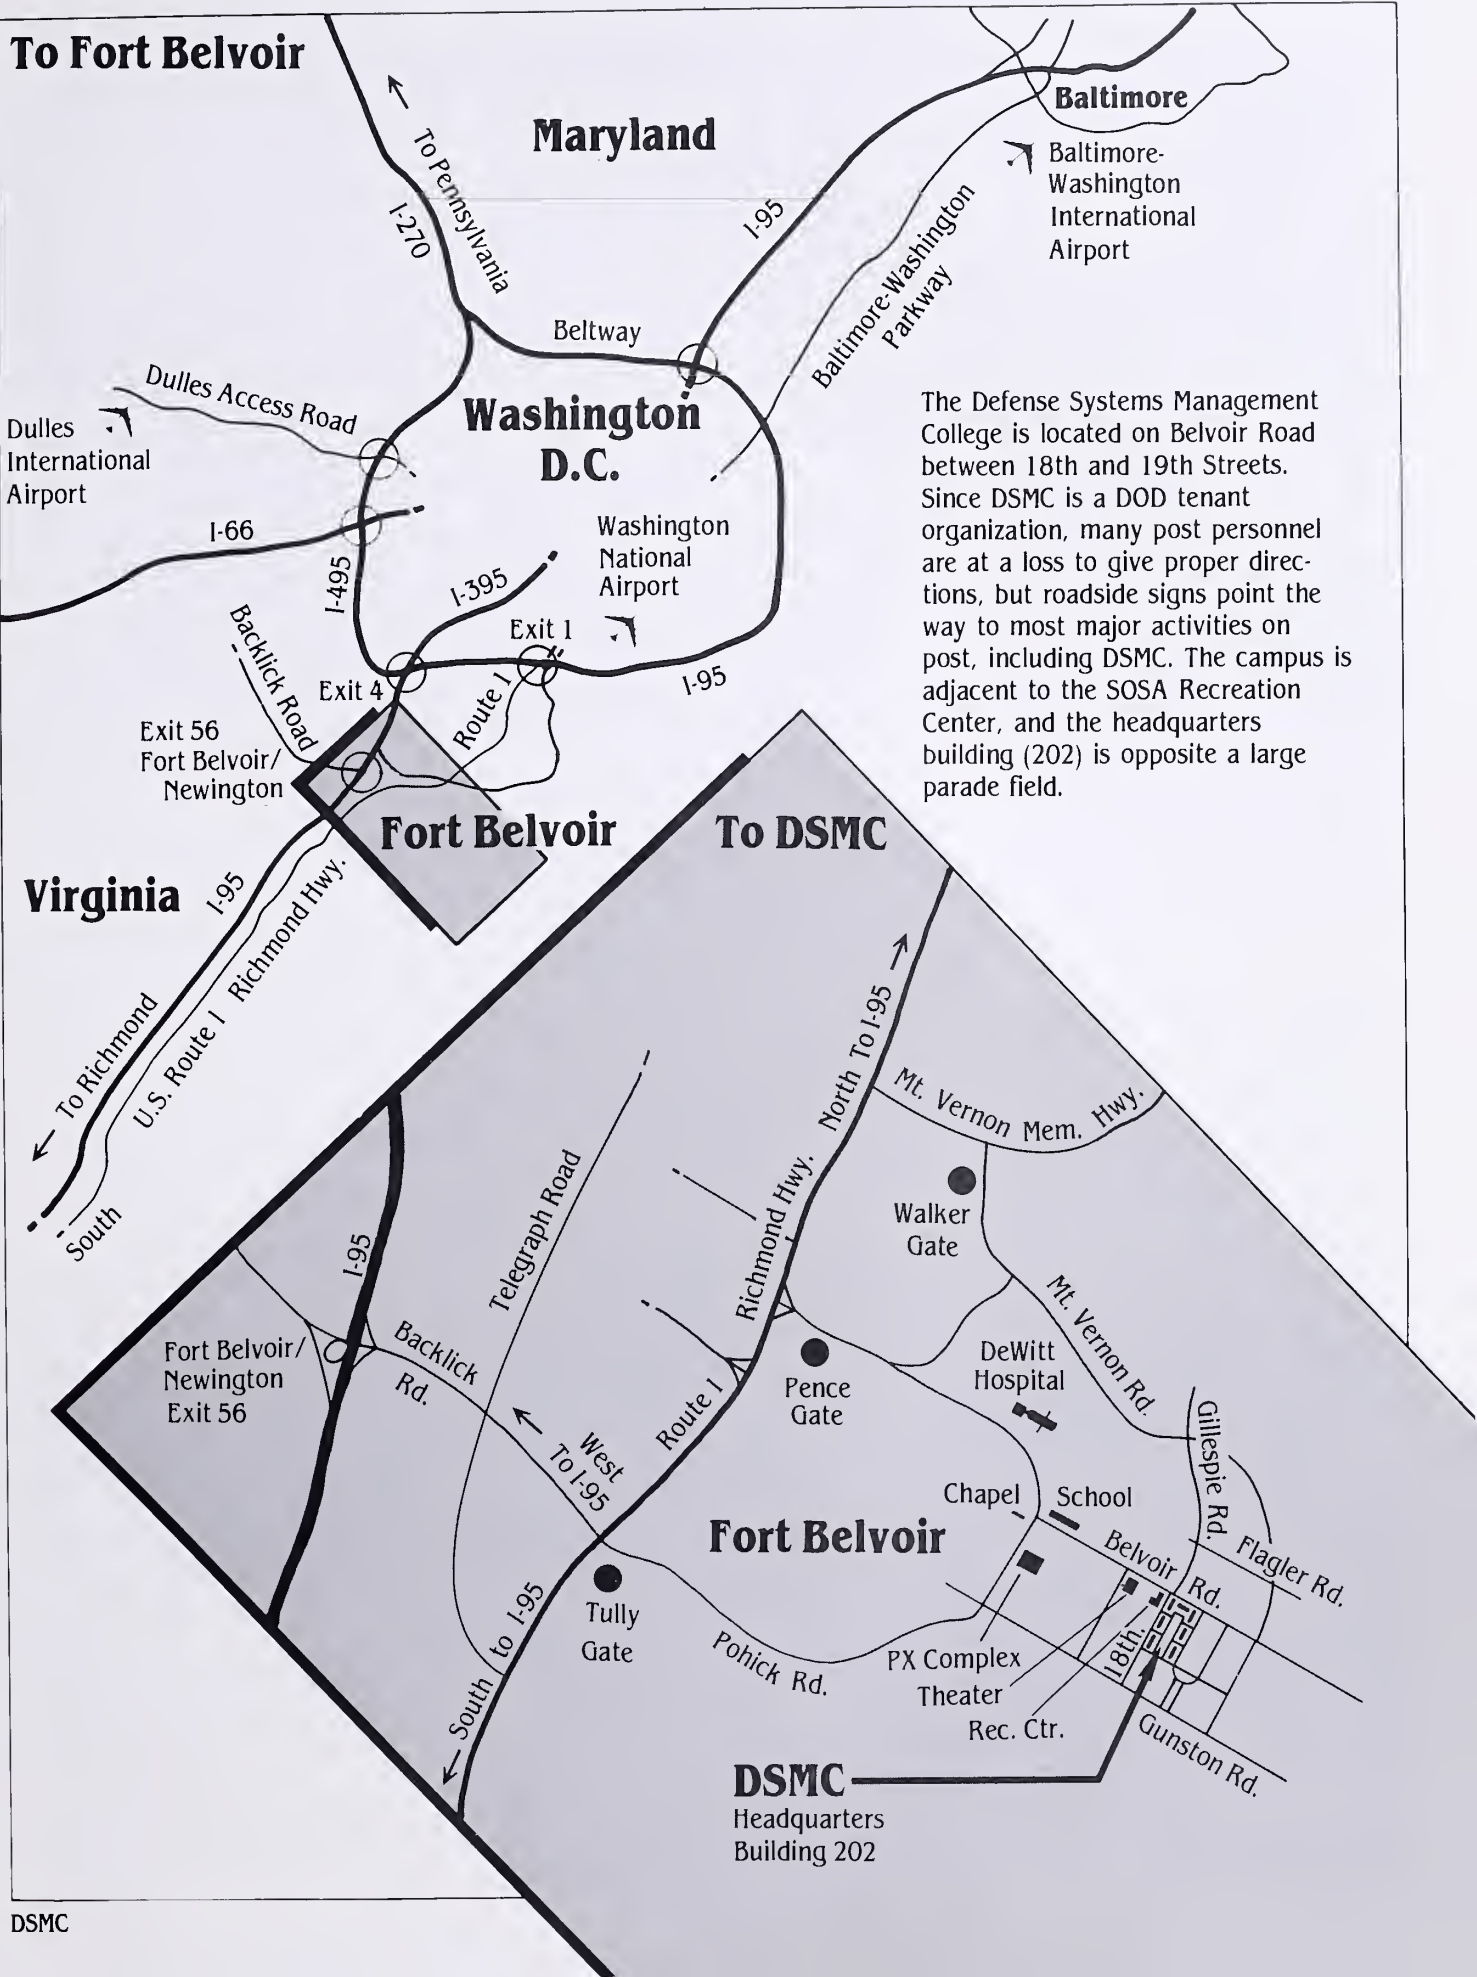 To Fort Belvoir
Maryland
Baltimore
Baltimore-
Washington
International
Airport
To Pennsylvania
I-270
I-95
Baltimore-Washington
Parkway
Beltway
Dulles Access Road
Dulles
International
Airport
Washington
D.C.
I-66
I-495
I-395
Washington
National
Airport
Exit 1
Backlick Road
Exit 4
Route 1
I-95
Exit 56
Fort Belvoir/
Newington
Fort Belvoir
Virginia
I-95
U.S. Route 1 Richmond Hwy.
To Richmond
South
The Defense Systems Management
College is located on Belvoir Road
between 18th and 19th Streets.
Since DSMC is a DOD tenant
organization, many post personnel
are at a loss to give proper direc-
tions, but roadside signs point the
way to most major activities on
post, including DSMC. The campus is
adjacent to the SOSA Recreation
Center, and the headquarters
building (202) is opposite a large
parade field.
To DSMC
North To I-95
Mt. Vernon Mem. Hwy.
Walker
Gate
Richmond Hwy.
Telegraph Road
I-95
Fort Belvoir/
Newington
Exit 56
Backlick
Rd.
West
To I-95
Route 1
Pence
Gate
Mt. Vernon Rd.
DeWitt
Hospital
Gillespie Rd.
Chapel
School
Fort Belvoir
Belvoir Rd.
Flagler Rd.
Tully
Gate
South to I-95
Pohick Rd.
PX Complex
Theater
Rec. Ctr.
18th.
Gunston Rd.
DSMC
Headquarters
Building 202
DSMC